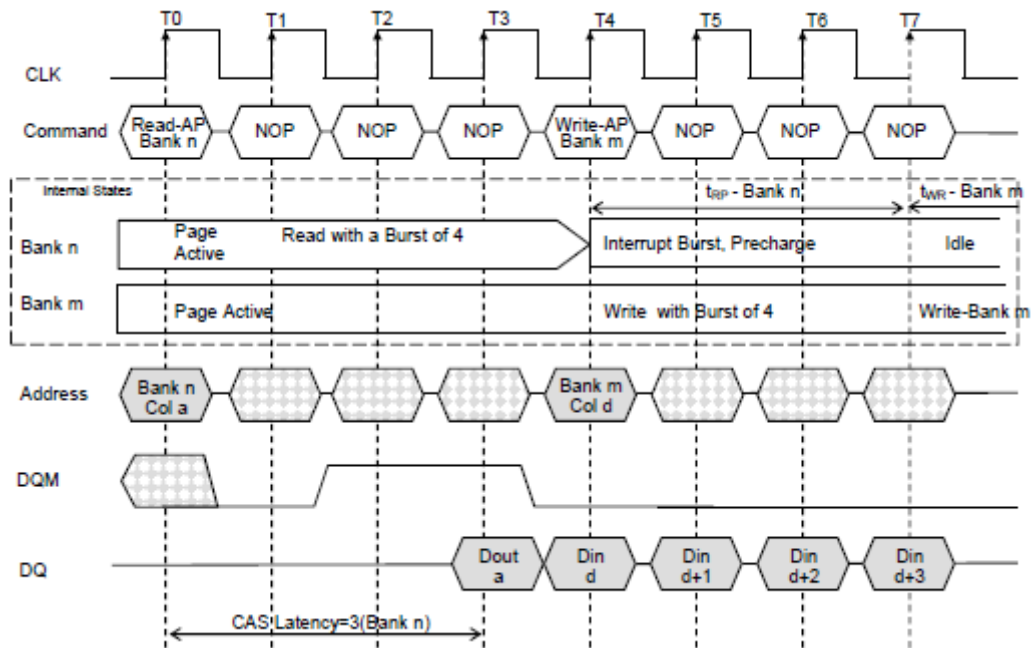 T0 T1 T2 T3 T4 T5 T6 T7
CLK
Command
Read-AP
Bank n
NOP NOP NOP
Write-AP
Bank m
NOP NOP NOP
Internal States
tRP - Bank n
tWR - Bank m
Bank n
Page
Active
Read with a Burst of 4
Interrupt Burst, Precharge
Idle
Bank m
Page Active
Write with Burst of 4
Write-Bank m
Address
Bank n
Col a
Bank m
Col d
DQM
DQ
Dout
a
Din
d
Din
d+1
Din
d+2
Din
d+3
CAS Latency=3(Bank n)